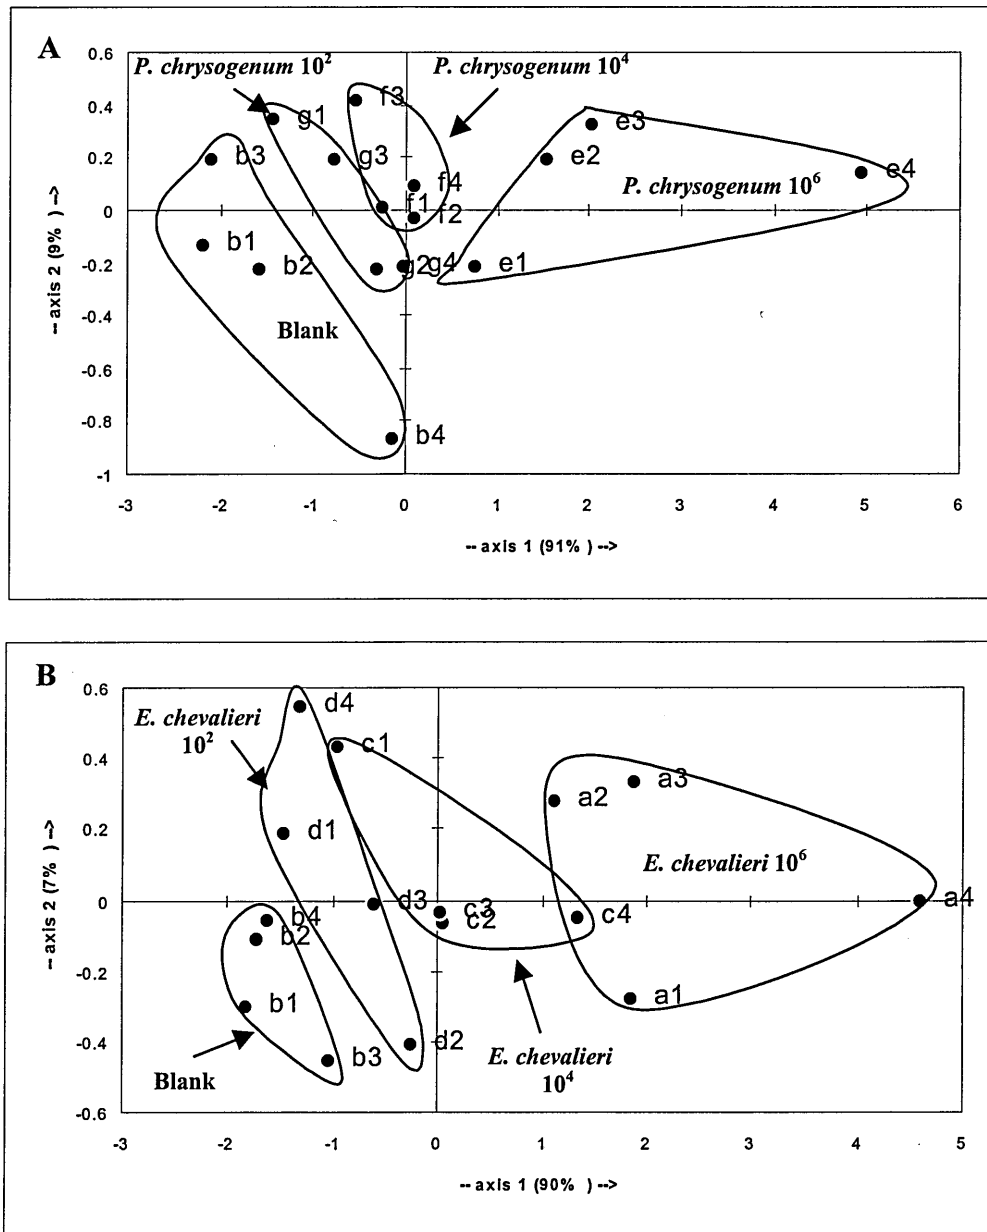 A
P. chrysogenum 10²
P. chrysogenum 10⁴
0.6
0.4
0.2
0
-0.2
-0.4
-0.6
-0.8
-1
-- axis 2 (9% ) -->
f3
g1
e3
b3
g3
e2
e4
f4
P. chrysogenum 10⁶
f1
f2
b1
b2
g2
g4
e1
Blank
b4
-3 -2 -1 0 1 2 3 4 5 6
-- axis 1 (91% ) -->
B
0.6
0.4
0.2
0
-0.2
-0.4
-0.6
-- axis 2 (7% ) -->
E. chevalieri
10²
d4
c1
a3
a2
d1
E. chevalieri 10⁶
b4
d3
c3
a4
b2
c2
c4
b1
a1
d2
b3
E. chevalieri
10⁴
Blank
-3 -2 -1 0 1 2 3 4 5
-- axis 1 (90% ) -->